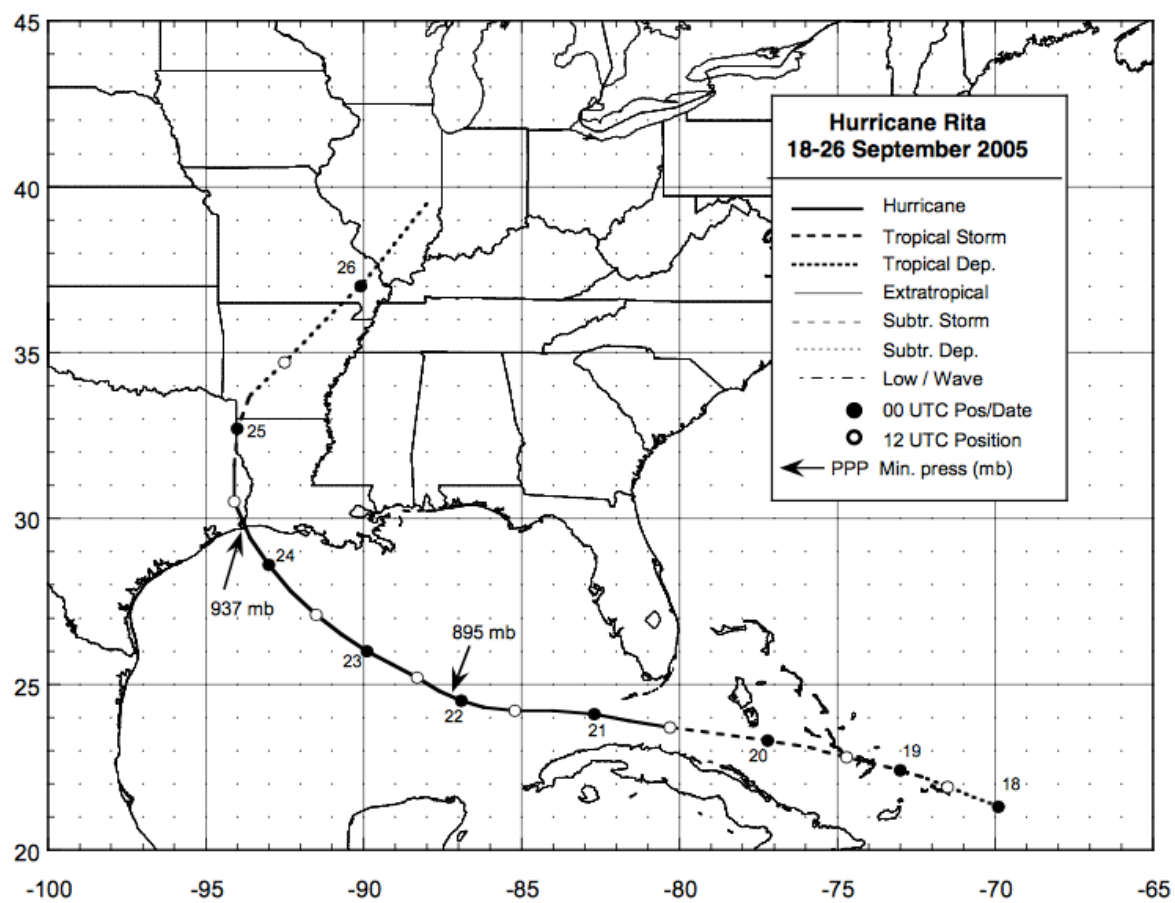 45
40
35
30
25
20
-100
-95
-90
-85
-80
-75
-70
-65
Hurricane Rita
18-26 September 2005
Hurricane
Tropical Storm
Tropical Dep.
Extratropical
Subtr. Storm
Subtr. Dep.
Low / Wave
00 UTC Pos/Date
12 UTC Position
PPP Min. press (mb)
26
25
24
937 mb
895 mb
23
22
21
20
19
18